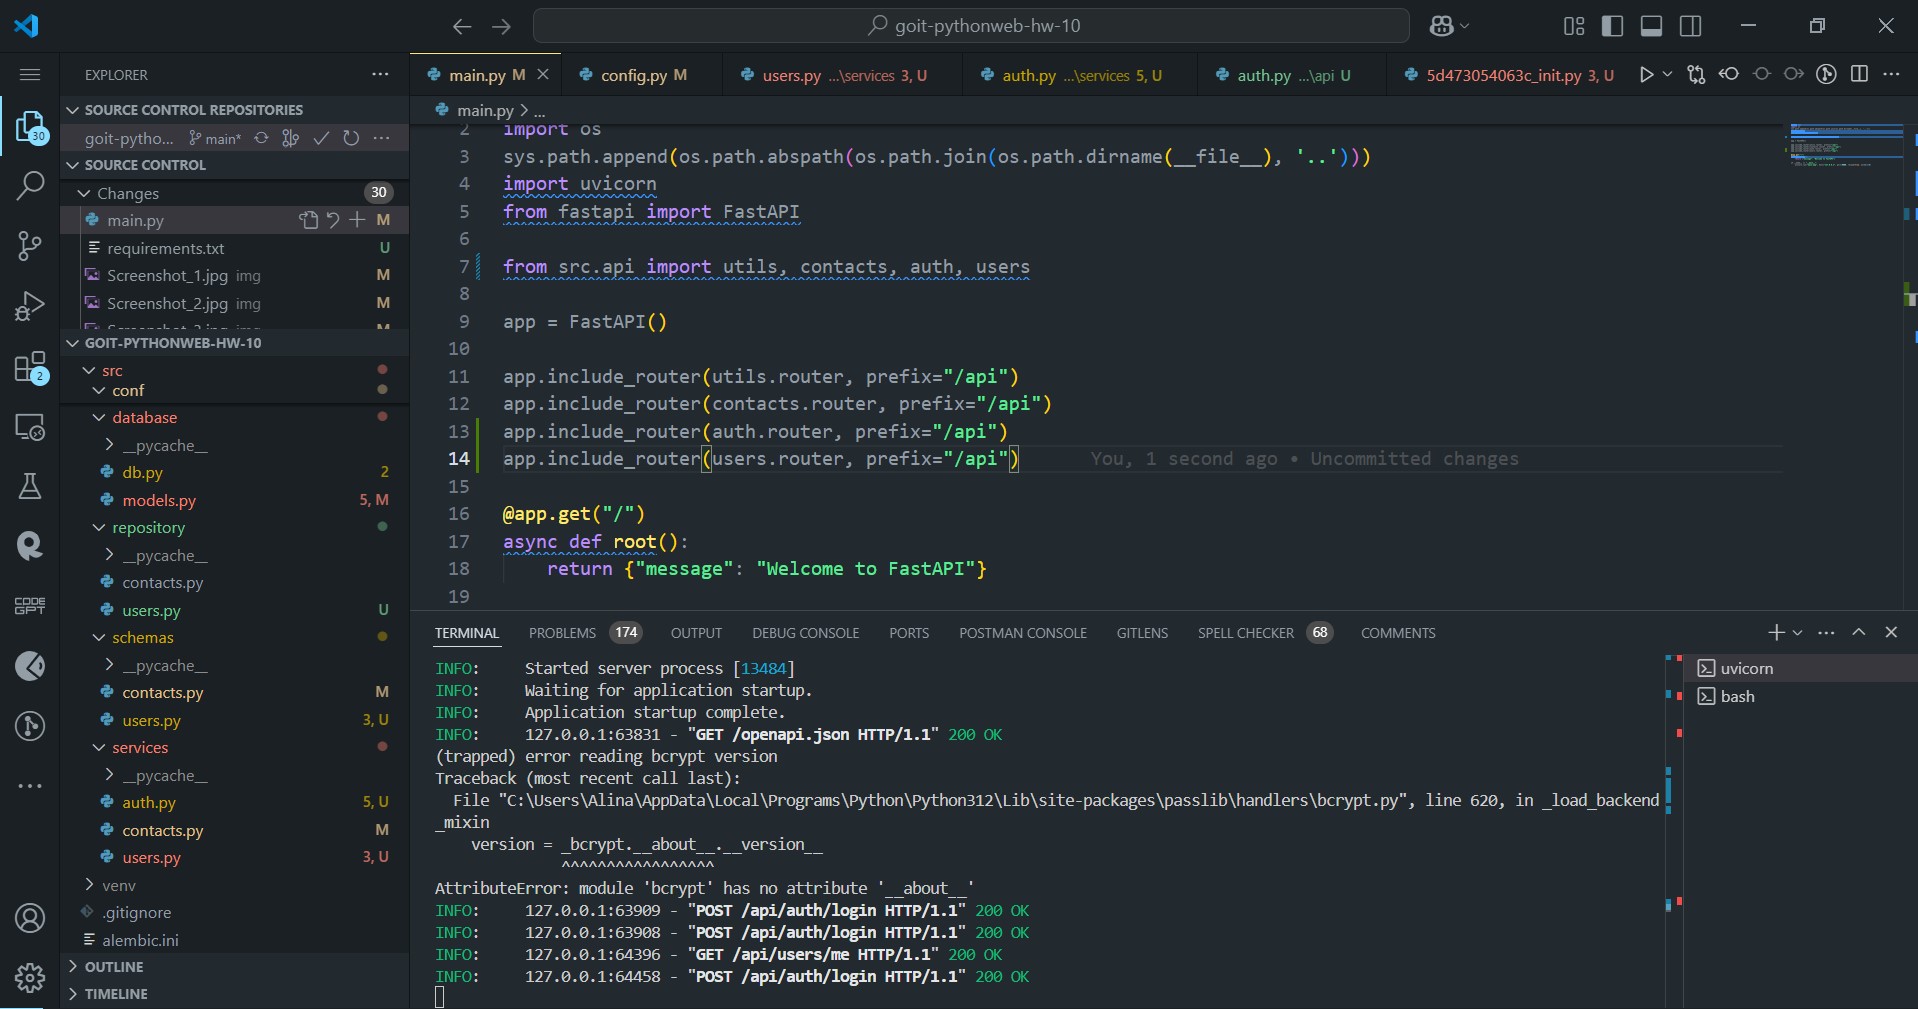 goit-pythonweb-hw-10
EXPLORER
SOURCE CONTROL REPOSITORIES
goit-pytho... main*
SOURCE CONTROL
Changes 30
main.py M
requirements.txt U
Screenshot_1.jpg img M
Screenshot_2.jpg img M
GOIT-PYTHONWEB-HW-10
src
conf
database
__pycache__
db.py 2
models.py 5, M
repository
__pycache__
contacts.py
users.py U
schemas
__pycache__
contacts.py M
users.py 3, U
services
__pycache__
auth.py 5, U
contacts.py M
users.py 3, U
venv
.gitignore
alembic.ini
OUTLINE
TIMELINE
30
2
CODE
GPT
main.py M config.py M users.py ...\services 3, U auth.py ...\services 5, U auth.py ...\api U 5d473054063c_init.py 3, U
main.py > ...
2 import os
3 sys.path.append(os.path.abspath(os.path.join(os.path.dirname(__file__), '..')))
4 import uvicorn
5 from fastapi import FastAPI
6
7 from src.api import utils, contacts, auth, users
8
9 app = FastAPI()
10
11 app.include_router(utils.router, prefix="/api")
12 app.include_router(contacts.router, prefix="/api")
13 app.include_router(auth.router, prefix="/api")
14 app.include_router(users.router, prefix="/api") You, 1 second ago • Uncommitted changes
15
16 @app.get("/")
17 async def root():
18 return {"message": "Welcome to FastAPI"}
19
TERMINAL PROBLEMS 174 OUTPUT DEBUG CONSOLE PORTS POSTMAN CONSOLE GITLENS SPELL CHECKER 68 COMMENTS
INFO: Started server process [13484]
INFO: Waiting for application startup.
INFO: Application startup complete.
INFO: 127.0.0.1:63831 - "GET /openapi.json HTTP/1.1" 200 OK
(trapped) error reading bcrypt version
Traceback (most recent call last):
File "C:\Users\Alina\AppData\Local\Programs\Python\Python312\Lib\site-packages\passlib\handlers\bcrypt.py", line 620, in _load_backend
_mixin
version = _bcrypt.__about__.__version__
^^^^^^^^^^^^^^^^^
AttributeError: module 'bcrypt' has no attribute '__about__'
INFO: 127.0.0.1:63909 - "POST /api/auth/login HTTP/1.1" 200 OK
INFO: 127.0.0.1:63908 - "POST /api/auth/login HTTP/1.1" 200 OK
INFO: 127.0.0.1:64396 - "GET /api/users/me HTTP/1.1" 200 OK
INFO: 127.0.0.1:64458 - "POST /api/auth/login HTTP/1.1" 200 OK
uvicorn
bash